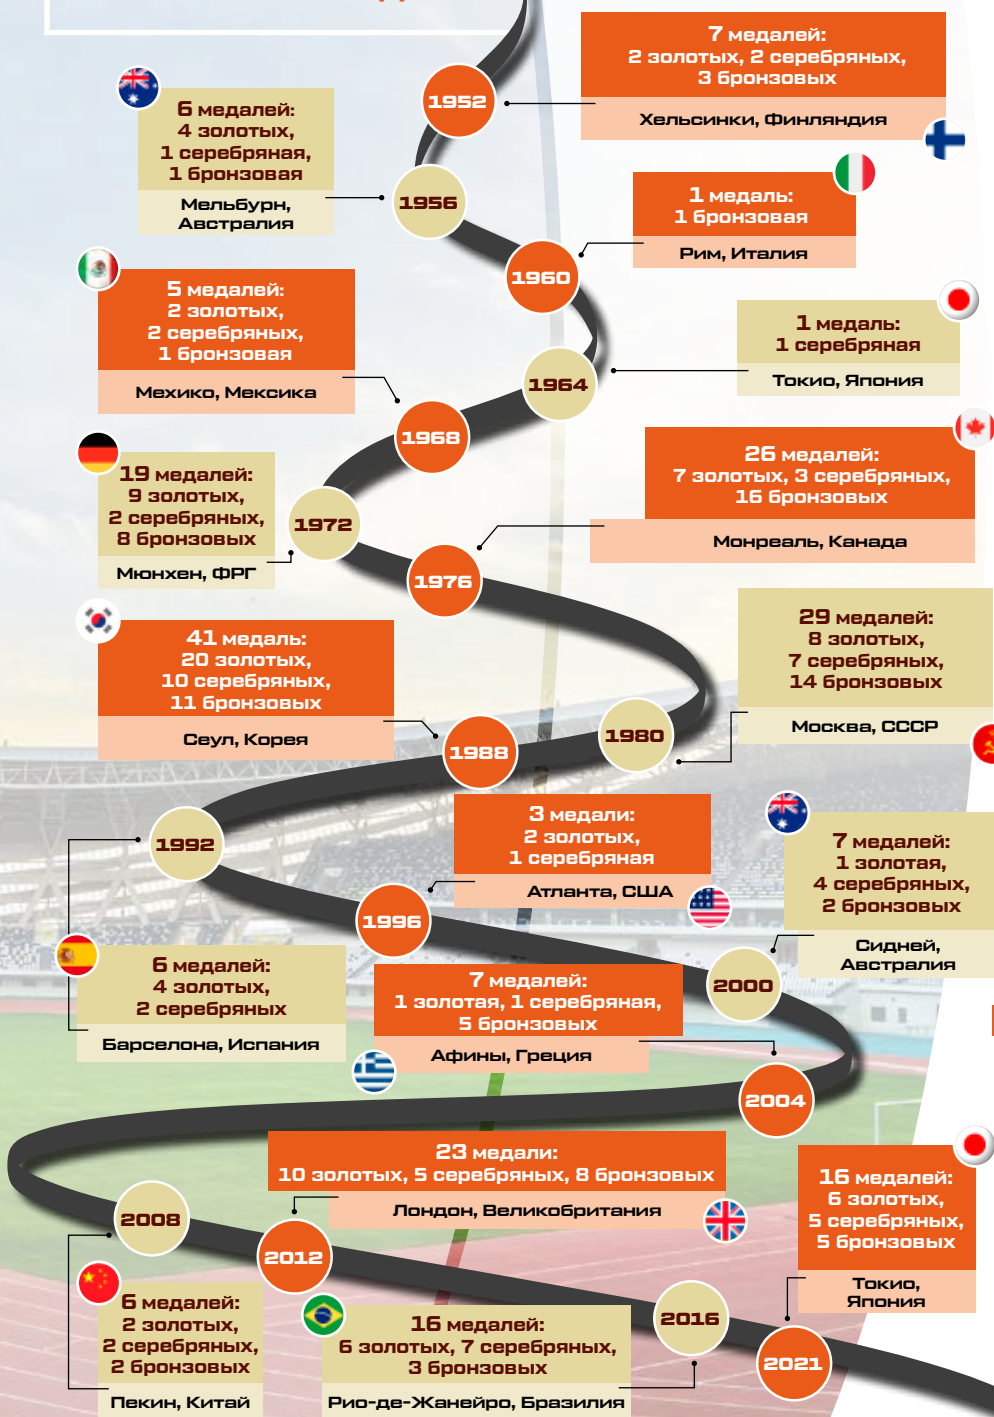 7 медалей:
2 золотых, 2 серебряных,
3 бронзовых
Хельсинки, Финляндия
1952
6 медалей:
4 золотых,
1 серебряная,
1 бронзовая
Мельбурн,
Австралия
1956
1 медаль:
1 бронзовая
Рим, Италия
1960
5 медалей:
2 золотых,
2 серебряных,
1 бронзовая
Мехико, Мексика
1 медаль:
1 серебряная
Токио, Япония
1964
1968
19 медалей:
9 золотых,
2 серебряных,
8 бронзовых
Мюнхен, ФРГ
1972
26 медалей:
7 золотых, 3 серебряных,
16 бронзовых
Монреаль, Канада
1976
41 медаль:
20 золотых,
10 серебряных,
11 бронзовых
Сеул, Корея
29 медалей:
8 золотых,
7 серебряных,
14 бронзовых
Москва, СССР
1980
1988
1992
3 медали:
2 золотых,
1 серебряная
Атланта, США
1996
7 медалей:
1 золотая,
4 серебряных,
2 бронзовых
Сидней,
Австралия
2000
6 медалей:
4 золотых,
2 серебряных
Барселона, Испания
7 медалей:
1 золотая, 1 серебряная,
5 бронзовых
Афины, Греция
2004
23 медали:
10 золотых, 5 серебряных, 8 бронзовых
Лондон, Великобритания
2008
2012
16 медалей:
6 золотых,
5 серебряных,
5 бронзовых
Токио,
Япония
6 медалей:
2 золотых,
2 серебряных,
2 бронзовых
Пекин, Китай
16 медалей:
6 золотых, 7 серебряных,
3 бронзовых
Рио-де-Жанейро, Бразилия
2016
2021